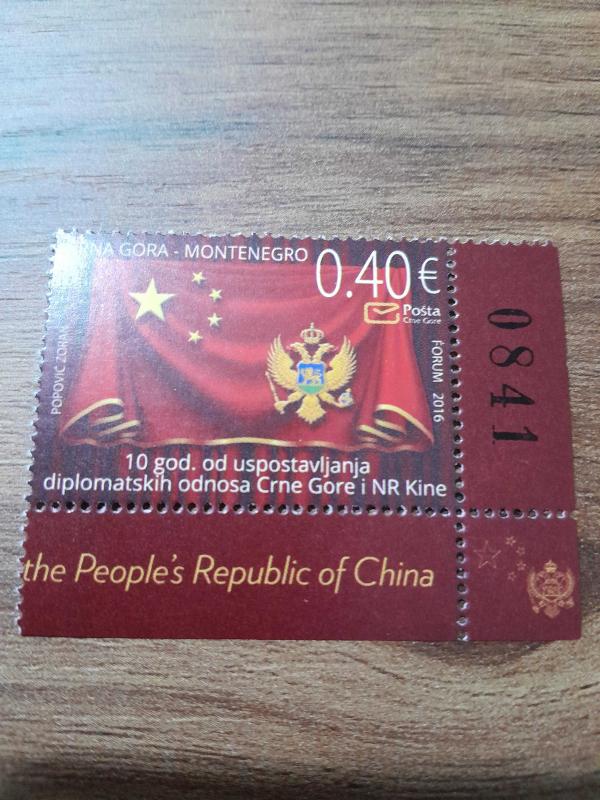 CRNA GORA - MONTENEGRO
0.40 €
Pošta
Crne Gore
POPOVIĆ ZORAN
FORUM 2016
10 god. od uspostavljanja
diplomatskih odnosa Crne Gore i NR Kine
0841
the People's Republic of China